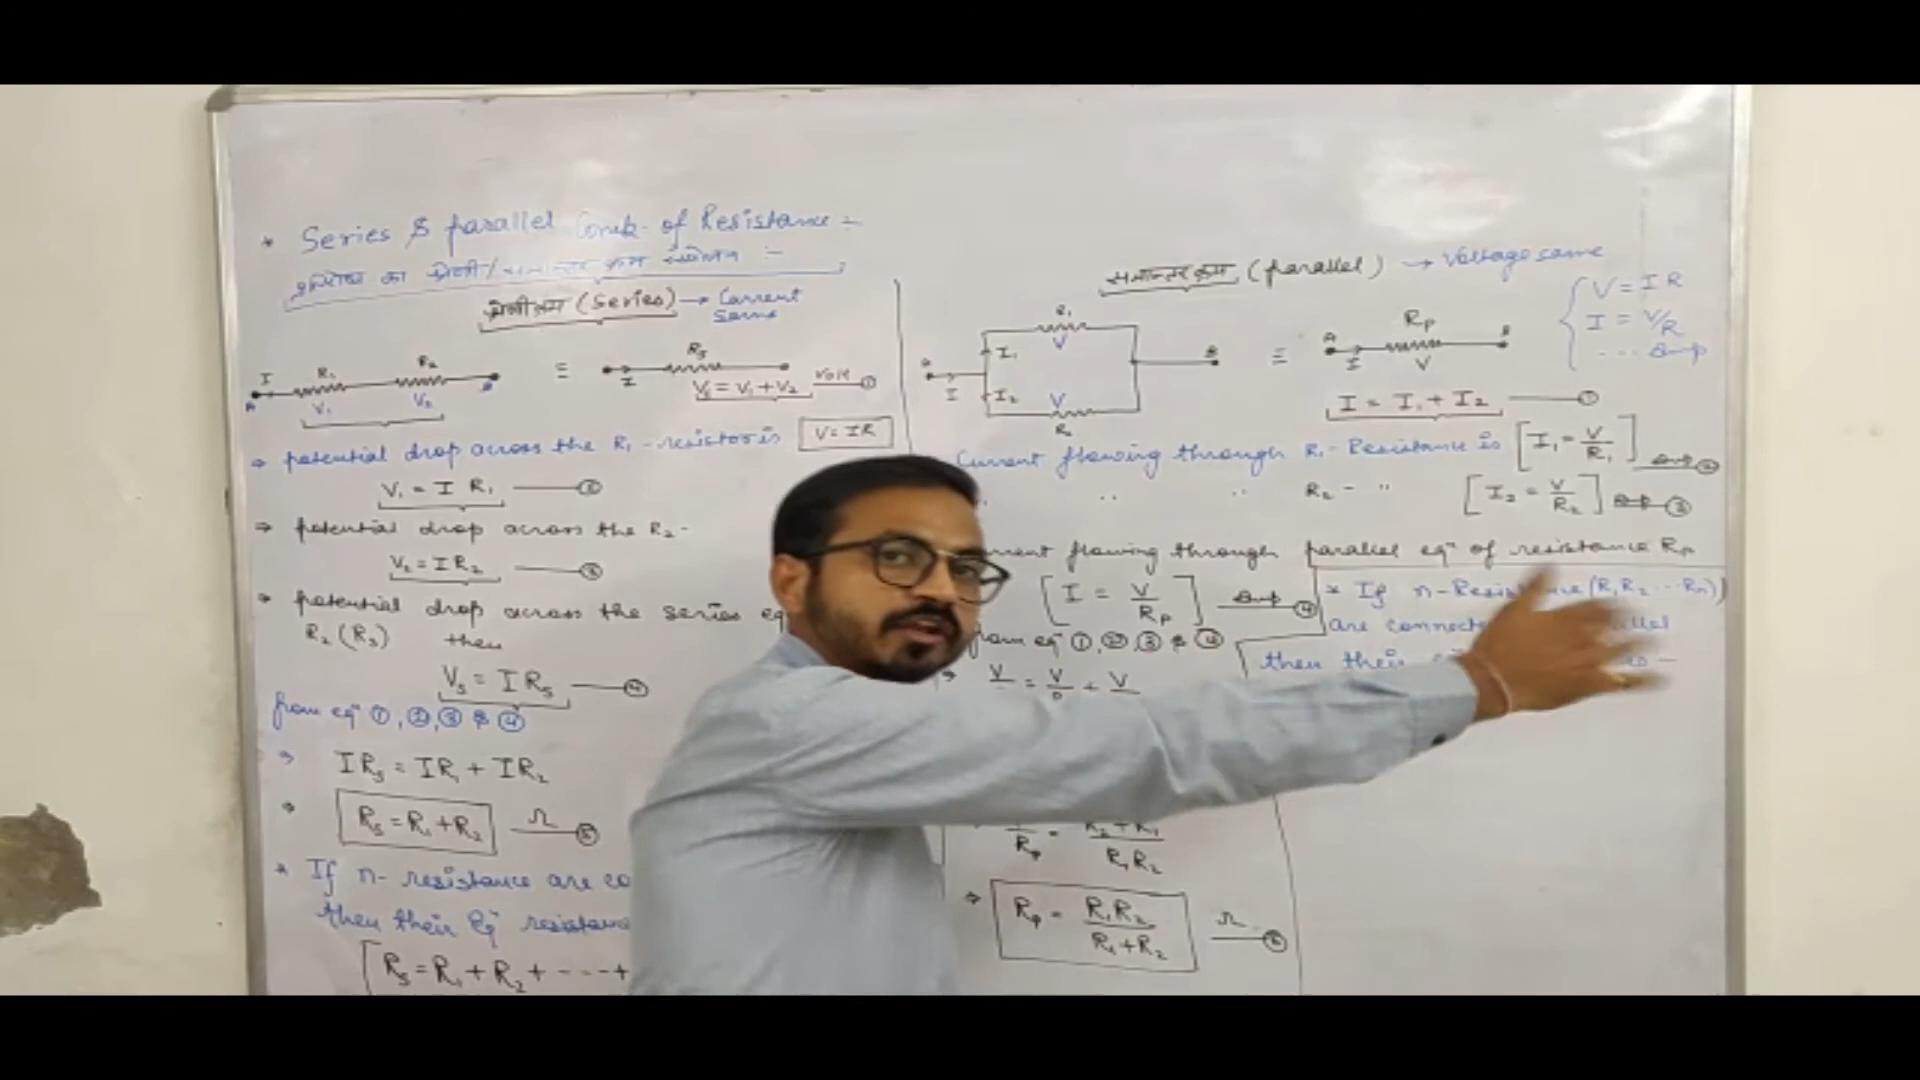 * Series & parallel Comb. of Resistance =
प्रतिरोध का श्रेणी/समान्तर क्रम संयोजन :-
श्रेणीक्रम (Series) → Current Same
I R₁ R₂
A V₁ V₂ B
≡
Rₛ
I
Vₛ = V₁ + V₂ volt ①
⇒ potential drop across the R₁ - resistor is V = IR
V₁ = I R₁ ②
⇒ potential drop across the R₂ -
V₂ = I R₂ ③
⇒ potential drop across the series eq
R₂ (Rₛ) then
Vₛ = I Rₛ ④
from eqⁿ ①, ②, ③ & ④
⇒ I Rₛ = IR₁ + IR₂
⇒ Rₛ = R₁ + R₂ Ω ⑤
* If n- resistance are co
then their Eqⁿ resistance
Rₛ = R₁ + R₂ + ---- +
समान्तर क्रम (parallel) → Voltage same
V = IR
I = V/R
... Amp
A I I₁ I₂ R₁ V V R₂ B
≡
A I Rₚ V B
I = I₁ + I₂ ①
Current flowing through R₁ - Resistance is [I₁ = V/R₁] Amp ②
" " " R₂ - " [I₂ = V/R₂] Amp ③
flowing through parallel eqⁿ of resistance Rₚ
[I = V/Rₚ] Amp ④
from eqⁿ ①, ②, ③ & ④
⇒ V = V + V
Rₚ = R₂ + R₁ / R₁R₂
⇒ Rₚ = R₁R₂ / R₁ + R₂ Ω ⑥
* If n-Resistance (R₁R₂ ... Rₙ)
are
then their